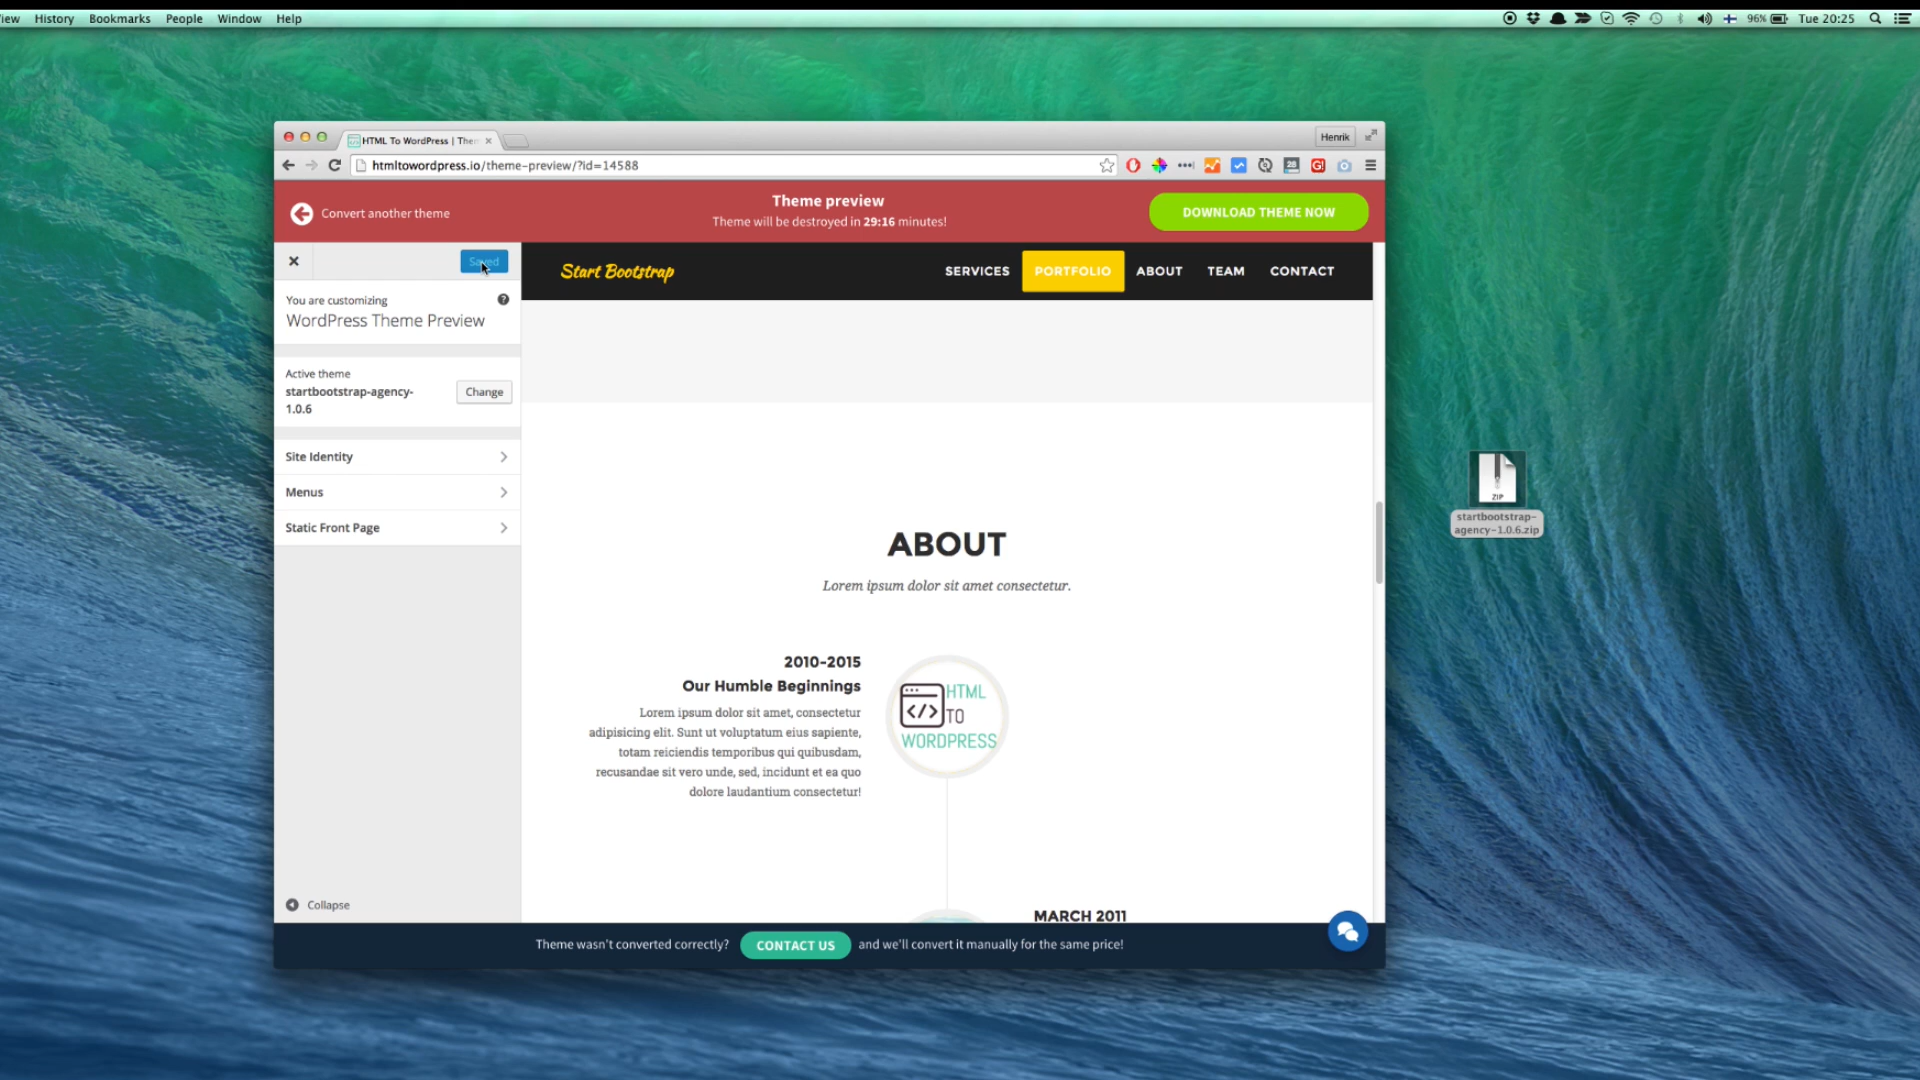 iew History Bookmarks People Window Help
96% Tue 20:25
HTML To WordPress | Them
Henrik
htmltowordpress.io/theme-preview/?id=14588
28
G!
Convert another theme
Theme preview
Theme will be destroyed in 29:16 minutes!
DOWNLOAD THEME NOW
Saved
Start Bootstrap
SERVICES PORTFOLIO ABOUT TEAM CONTACT
You are customizing
WordPress Theme Preview
Active theme
startbootstrap-agency-
1.0.6
Change
Site Identity
Menus
Static Front Page
ABOUT
Lorem ipsum dolor sit amet consectetur.
2010-2015
Our Humble Beginnings
Lorem ipsum dolor sit amet, consectetur
adipisicing elit. Sunt ut voluptatum eius sapiente,
totam reiciendis temporibus qui quibusdam,
recusandae sit vero unde, sed, incidunt et ea quo
dolore laudantium consectetur!
HTML
TO
WORDPRESS
MARCH 2011
Collapse
Theme wasn't converted correctly? CONTACT US and we'll convert it manually for the same price!
ZIP
startbootstrap-
agency-1.0.6.zip